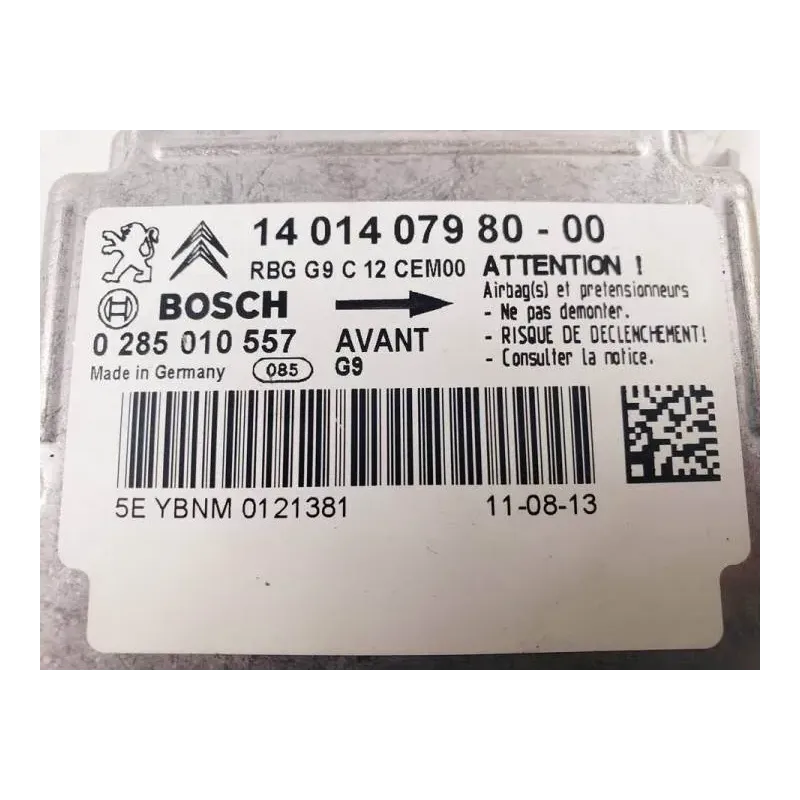 14 014 079 80 - 00
RBG G9 C 12 CEM00
ATTENTION !
Airbag(s) et pretensionneurs
- Ne pas demonter.
- RISQUE DE DECLENCHEMENT!
- Consulter la notice.
BOSCH
0 285 010 557
AVANT
Made in Germany
085
G9
5E YBNM 0121381
11-08-13